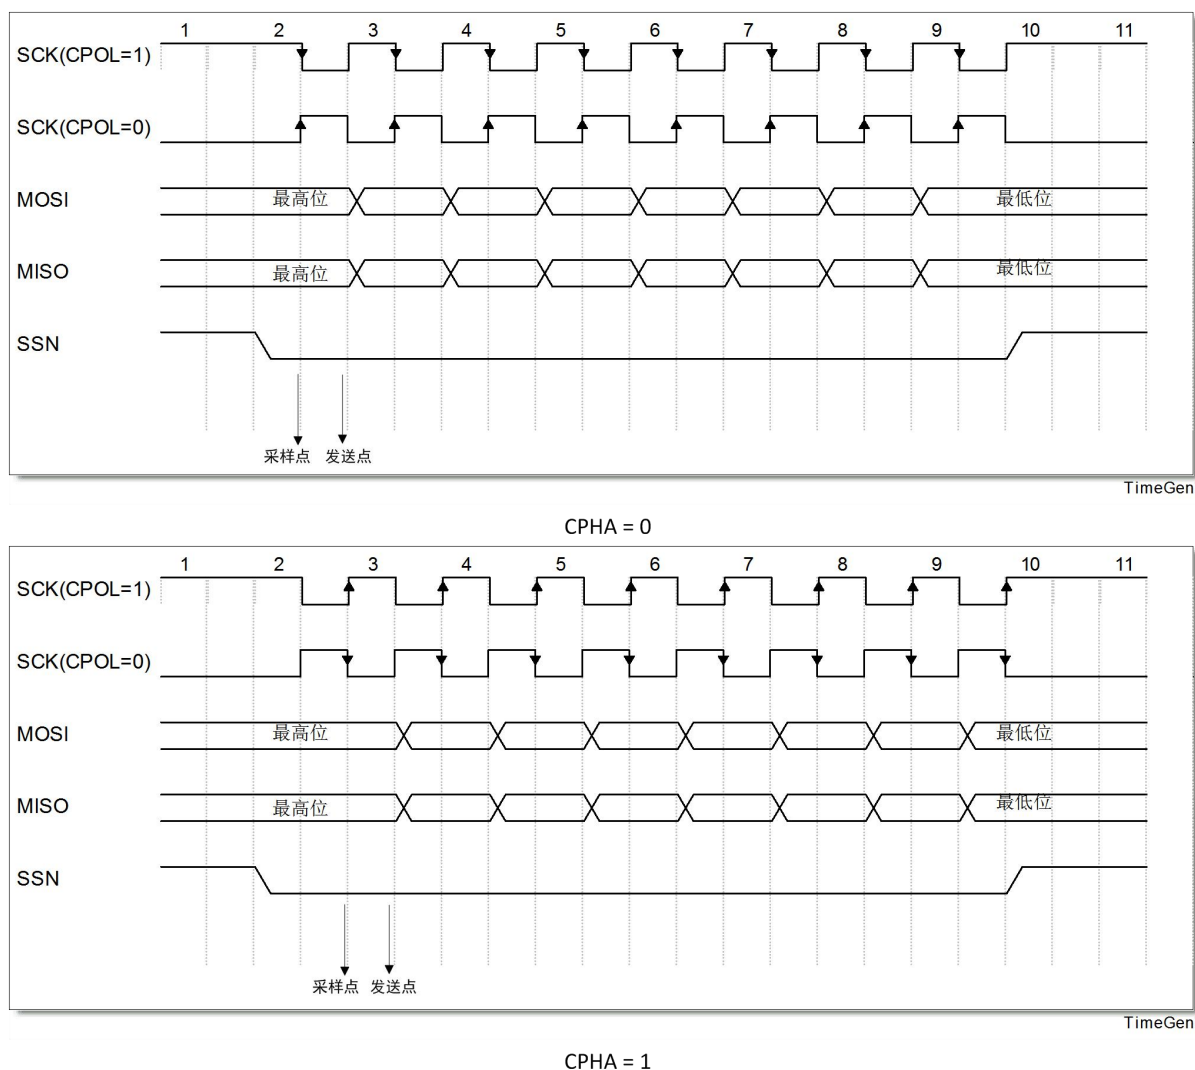 1 2 3 4 5 6 7 8 9 10 11
SCK(CPOL=1)
SCK(CPOL=0)
MOSI 最高位 最低位
MISO 最高位 最低位
SSN
采样点 发送点
TimeGen
CPHA = 0
1 2 3 4 5 6 7 8 9 10 11
SCK(CPOL=1)
SCK(CPOL=0)
MOSI 最高位 最低位
MISO 最高位 最低位
SSN
采样点 发送点
TimeGen
CPHA = 1